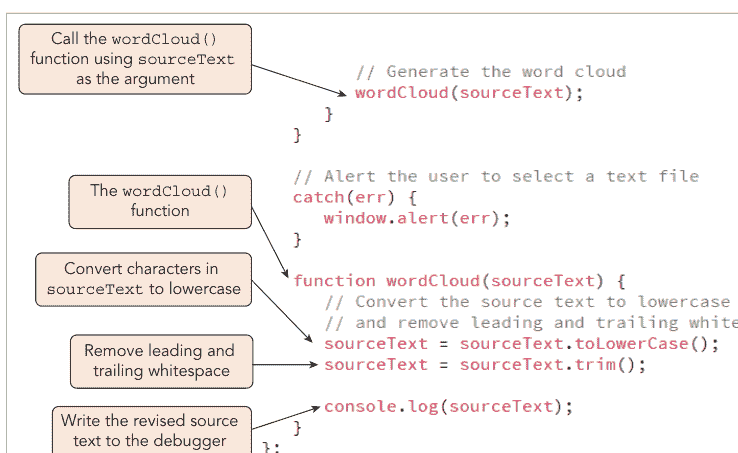 Call the wordCloud()
function using sourceText
as the argument
// Generate the word cloud
wordCloud(sourceText);
}
}
// Alert the user to select a text file
catch(err) {
window.alert(err);
}
The wordCloud()
function
function wordCloud(sourceText) {
Convert characters in
sourceText to lowercase
// Convert the source text to lowercase
// and remove leading and trailing white
sourceText = sourceText.toLowerCase();
Remove leading and
trailing whitespace
sourceText = sourceText.trim();
Write the revised source
text to the debugger
console.log(sourceText);
}
};